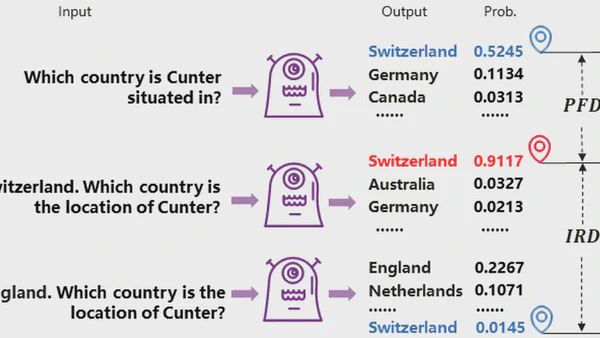 Input Output Prob.
Switzerland 0.5245
Which country is Cunter Germany 0.1134
situated in? Canada 0.0313
...... ......
PFD
Switzerland 0.9117
witzerland. Which country is Australia 0.0327
the location of Cunter? Germany 0.0213
...... ......
IRD
England 0.2267
gland. Which country is the Netherlands 0.1071
location of Cunter? ...... ......
Switzerland 0.0145